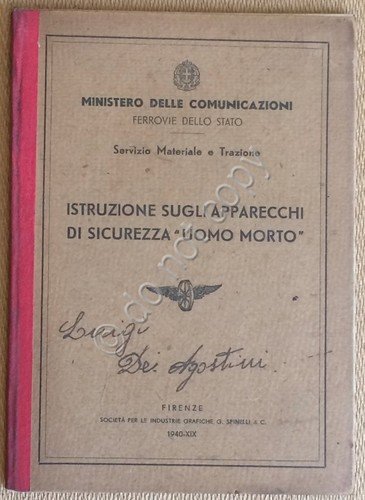 MINISTERO DELLE COMUNICAZIONI
FERROVIE DELLO STATO
Servizio Materiale e Trazione
ISTRUZIONE SUGLI APPARECCHI
DI SICUREZZA "UOMO MORTO"
Luigi
De Agostini
FIRENZE
SOCIETÀ PER LE INDUSTRIE GRAFICHE G. SPINELLI & C.
1940-XIX